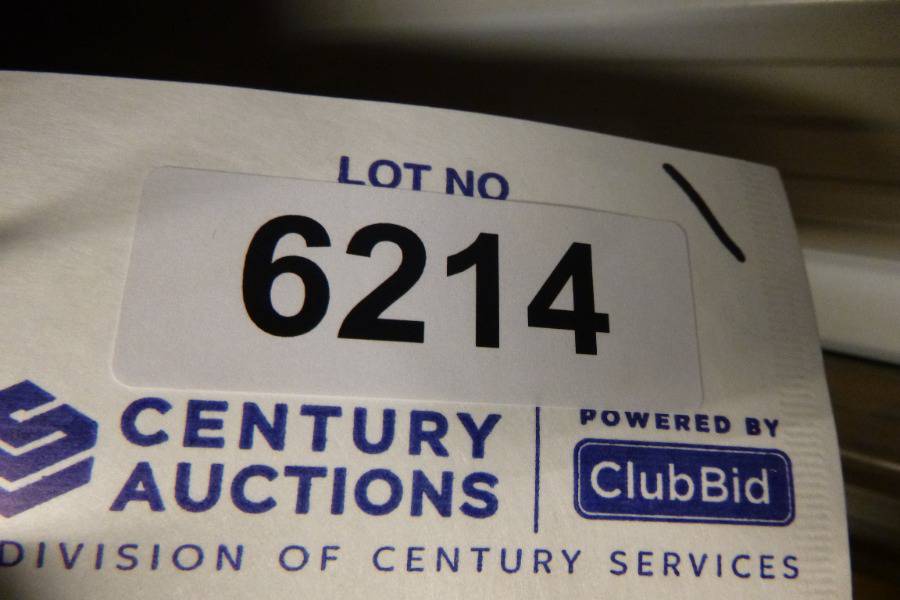 LOT NO
6214
CENTURY
AUCTIONS
POWERED BY
ClubBid
DIVISION OF CENTURY SERVICES